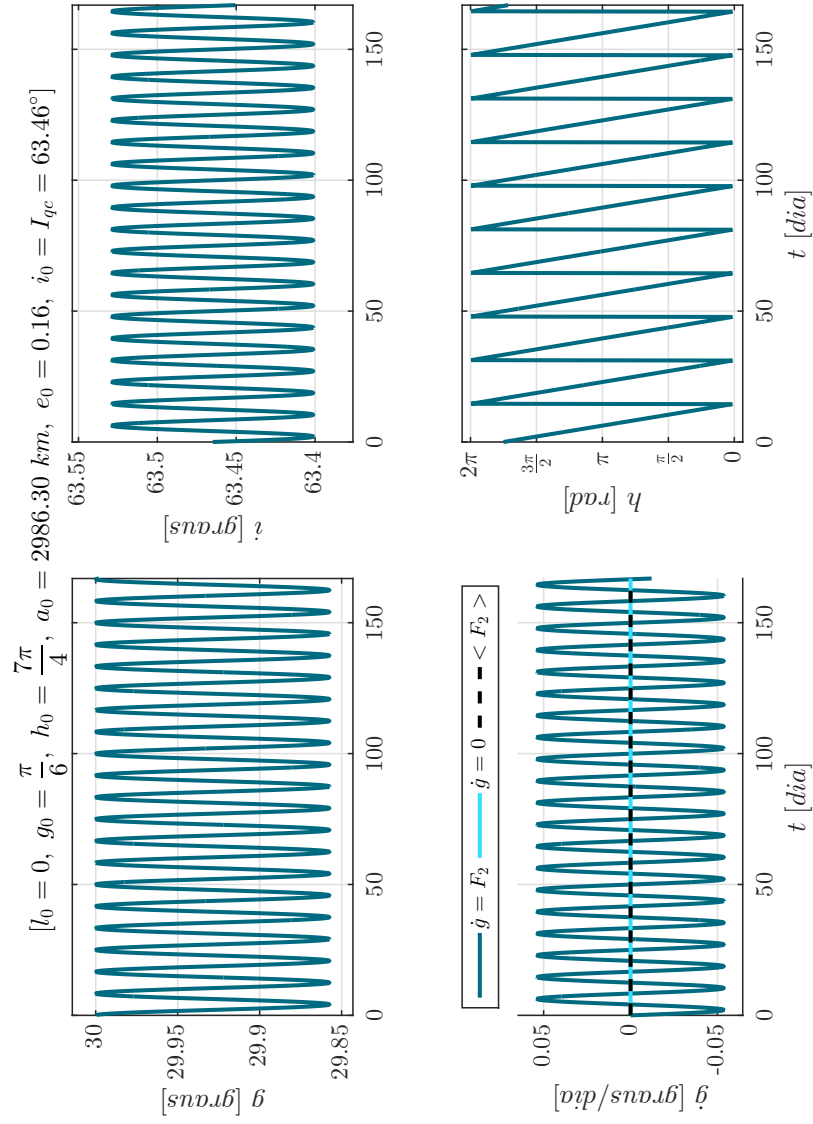 [l₀ = 0, g₀ = π/6, h₀ = 7π/4, a₀ = 2986.30 km, e₀ = 0.16, i₀ = I_qc = 63.46°]
g [graus]
30
29.95
29.9
29.85
0 50 100 150
i [graus]
63.55
63.5
63.45
63.4
0 50 100 150
ġ = F₂ ġ = 0 < F₂ >
ġ [graus/dia]
0.05
0
-0.05
0 50 100 150
t [dia]
h [rad]
2π
3π/2
π
π/2
0
0 50 100 150
t [dia]